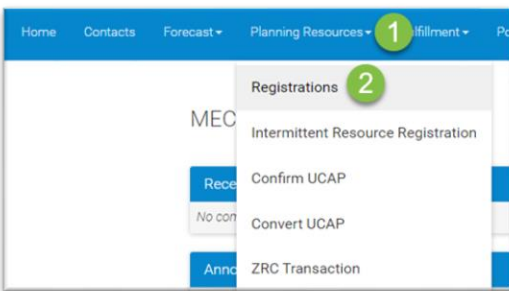 Home Contacts Forecast Planning Resources 1 lfillment Po
Registrations 2
MEC
Intermittent Resource Registration
Rece
Confirm UCAP
No con
Convert UCAP
Anno
ZRC Transaction